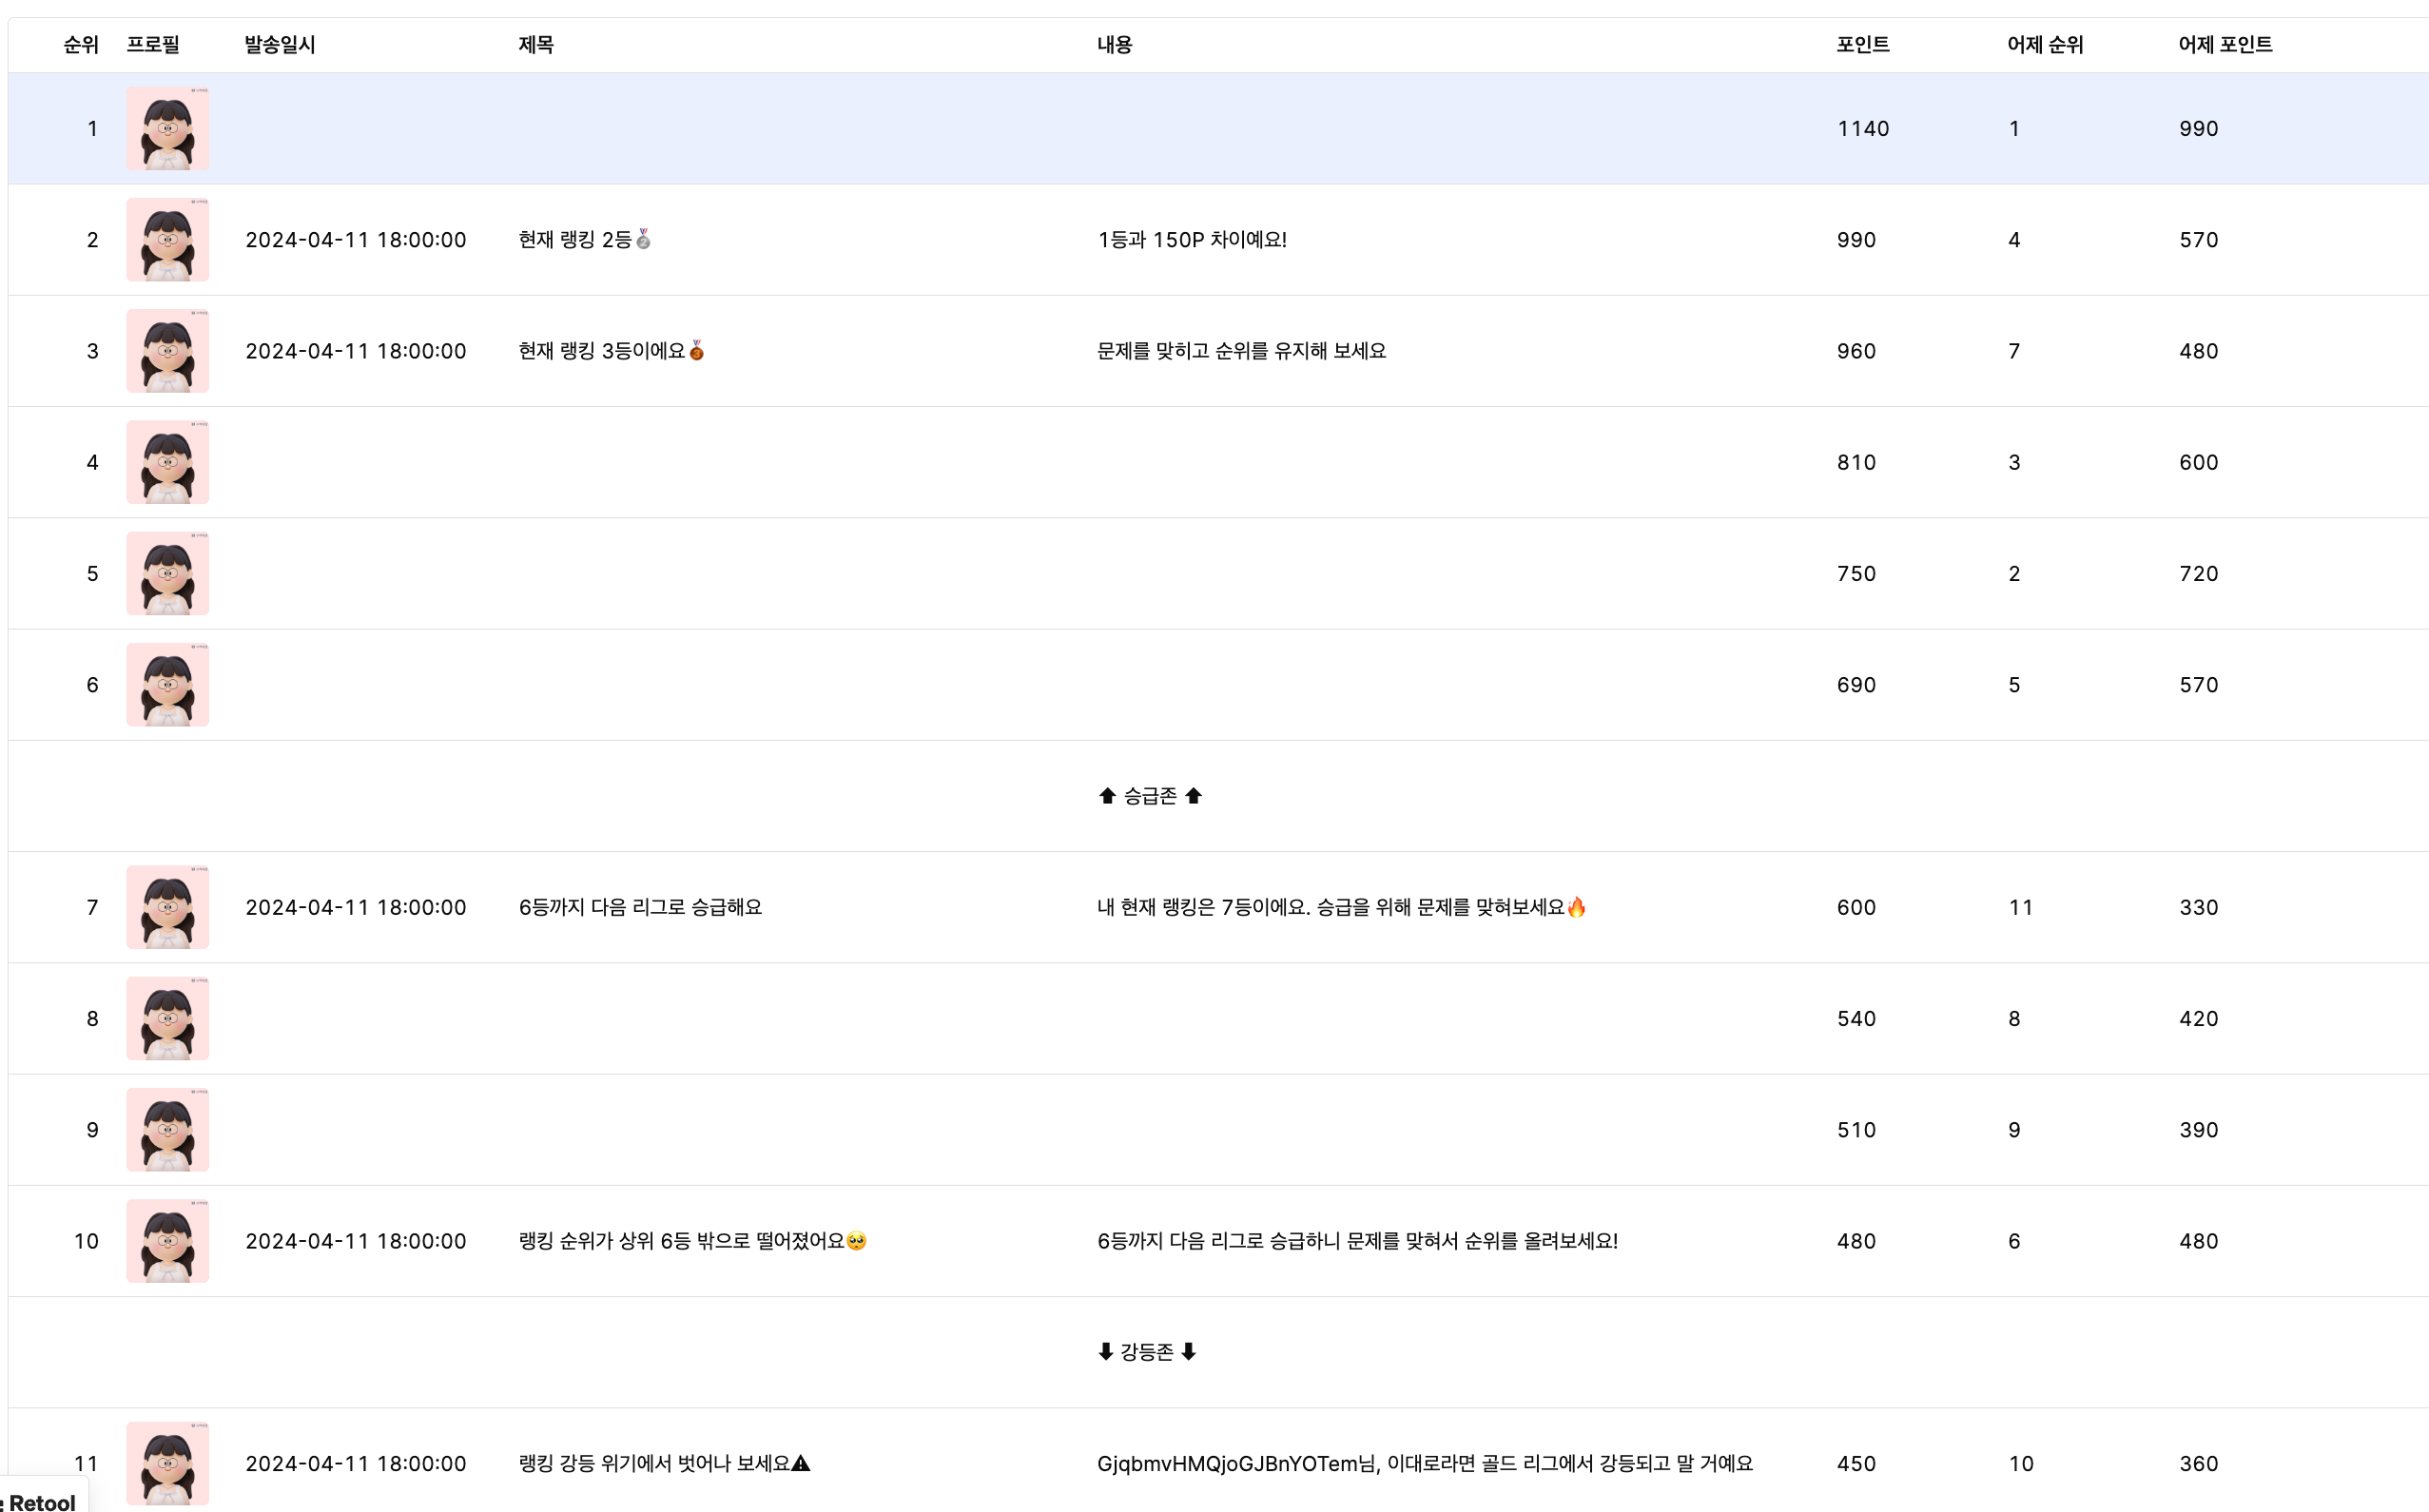 순위 프로필 발송일시 제목 내용 포인트 어제 순위 어제 포인트
1 1140 1 990
2 2024-04-11 18:00:00 현재 랭킹 2등🥈 1등과 150P 차이예요! 990 4 570
3 2024-04-11 18:00:00 현재 랭킹 3등이에요🥉 문제를 맞히고 순위를 유지해 보세요 960 7 480
4 810 3 600
5 750 2 720
6 690 5 570
⬆ 승급존 ⬆
7 2024-04-11 18:00:00 6등까지 다음 리그로 승급해요 내 현재 랭킹은 7등이에요. 승급을 위해 문제를 맞혀보세요🔥 600 11 330
8 540 8 420
9 510 9 390
10 2024-04-11 18:00:00 랭킹 순위가 상위 6등 밖으로 떨어졌어요🥺 6등까지 다음 리그로 승급하니 문제를 맞혀서 순위를 올려보세요! 480 6 480
⬇ 강등존 ⬇
11 2024-04-11 18:00:00 랭킹 강등 위기에서 벗어나 보세요⚠ GjqbmvHMQjoGJBnYOTem님, 이대로라면 골드 리그에서 강등되고 말 거예요 450 10 360
Retool